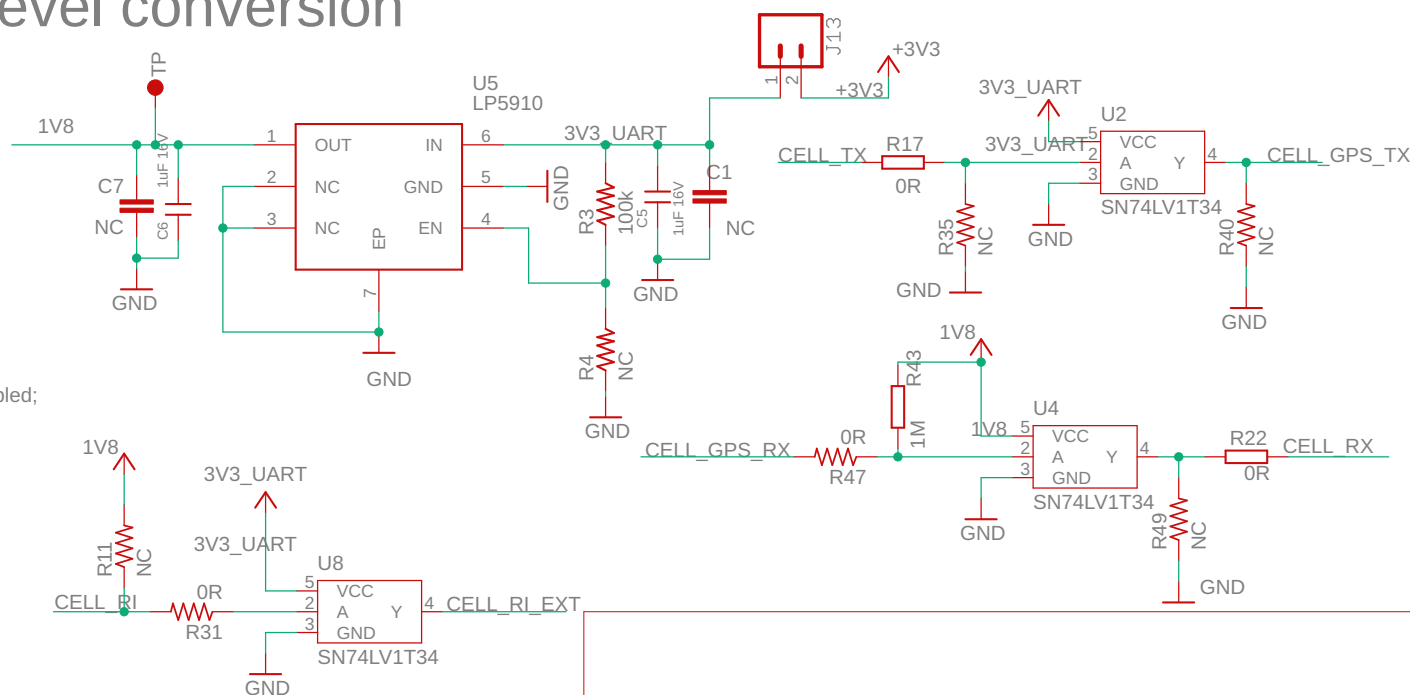 evel conversion
TP
1V8
C7
NC
1uF 16V
C6
GND
U5
LP5910
1
OUT
IN
6
2
NC
GND
5
3
NC
EN
4
EP
7
GND
GND
3V3_UART
R3
100k
C5
1uF 16V
C1
NC
GND
R4
NC
GND
J13
1
2
+3V3
+3V3
3V3_UART
3V3_UART
U2
CELL_TX
R17
0R
5
VCC
2
A
Y
4
3
GND
SN74LV1T34
CELL_GPS_TX
R35
NC
GND
GND
R40
NC
GND
bled;
1V8
R43
1M
1V8
U4
CELL_GPS_RX
0R
R47
5
VCC
2
A
Y
4
3
GND
SN74LV1T34
R22
0R
CELL_RX
GND
R49
NC
GND
1V8
3V3_UART
R11
NC
3V3_UART
U8
CELL_RI
0R
R31
5
VCC
2
A
Y
4
3
GND
SN74LV1T34
CELL_RI_EXT
GND